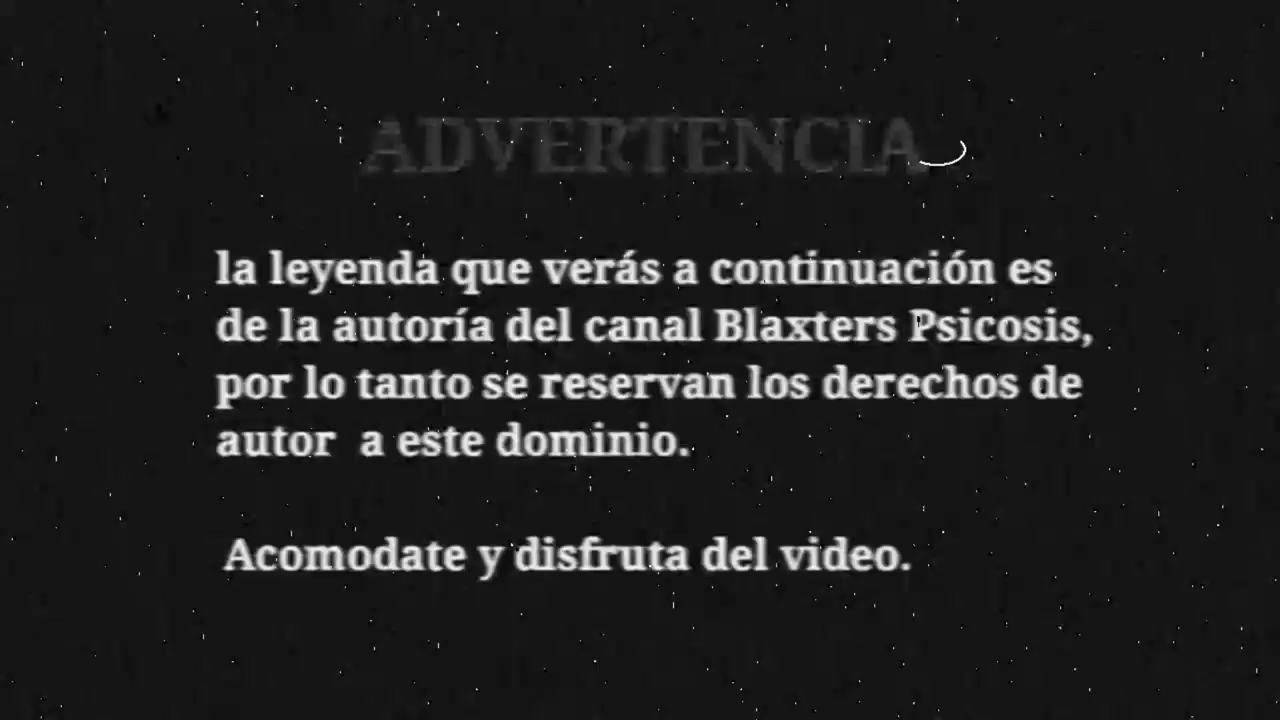 ADVERTENCIA
la leyenda que verás a continuación es
de la autoría del canal Blaxters Psicosis,
por lo tanto se reservan los derechos de
autor  a este dominio.
Acomodate y disfruta del video.